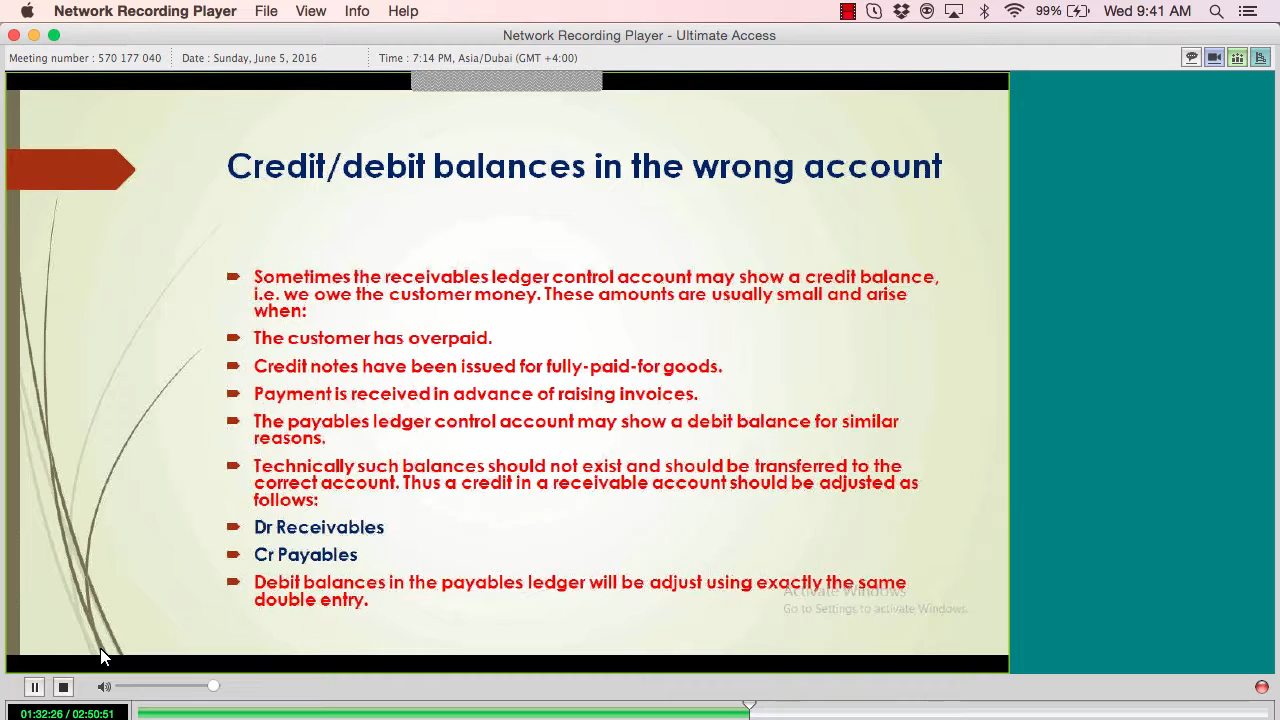 Network Recording Player File View Info Help 99% Wed 9:41 AM
Network Recording Player - Ultimate Access
Meeting number : 570 177 040 Date : Sunday, June 5, 2016 Time : 7:14 PM, Asia/Dubai(GMT +4:00)
Credit/debit balances in the wrong account
Sometimes the receivables ledger control account may show a credit balance,
i.e. we owe the customer money. These amounts are usually small and arise
when:
The customer has overpaid.
Credit notes have been issued for fully-paid-for goods.
Payment is received in advance of raising invoices.
The payables ledger control account may show a debit balance for similar
reasons.
Technically such balances should not exist and should be transferred to the
correct account. Thus a credit in a receivable account should be adjusted as
follows:
Dr Receivables
Cr Payables
Debit balances in the payables ledger will be adjust using exactly the same
double entry.
Activate Windows
Go to Settings to activate Windows.
01:32:26 / 02:50:51